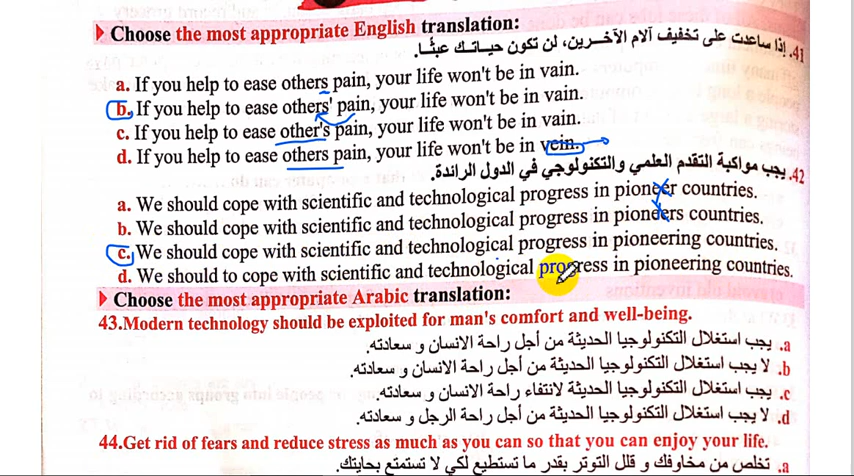 Choose the most appropriate English translation:
41. إذا ساعدت على تخفيف آلام الآخرين، لن تكون حياتك عبثًا.
a. If you help to ease others pain, your life won't be in vain.
b. If you help to ease others' pain, your life won't be in vain.
c. If you help to ease other's pain, your life won't be in vain.
d. If you help to ease others pain, your life won't be in vein.
42. يجب مواكبة التقدم العلمي والتكنولوجي في الدول الرائدة.
a. We should cope with scientific and technological progress in pioneer countries.
b. We should cope with scientific and technological progress in pioneers countries.
c. We should cope with scientific and technological progress in pioneering countries.
d. We should to cope with scientific and technological progress in pioneering countries.
Choose the most appropriate Arabic translation:
43.Modern technology should be exploited for man's comfort and well-being.
a. يجب استغلال التكنولوجيا الحديثة من أجل راحة الانسان و سعادته.
b. لا يجب استغلال التكنولوجيا الحديثة من أجل راحة الانسان و سعادته.
c. يجب استغلال التكنولوجيا الحديثة لانتفاء راحة الانسان و سعادته.
d. لا يجب استغلال التكنولوجيا الحديثة من أجل راحة الرجل و سعادته.
44.Get rid of fears and reduce stress as much as you can so that you can enjoy your life.
a. تخلص من مخاوفك و قلل التوتر بقدر ما تستطيع لكي لا تستمتع بحايتك.